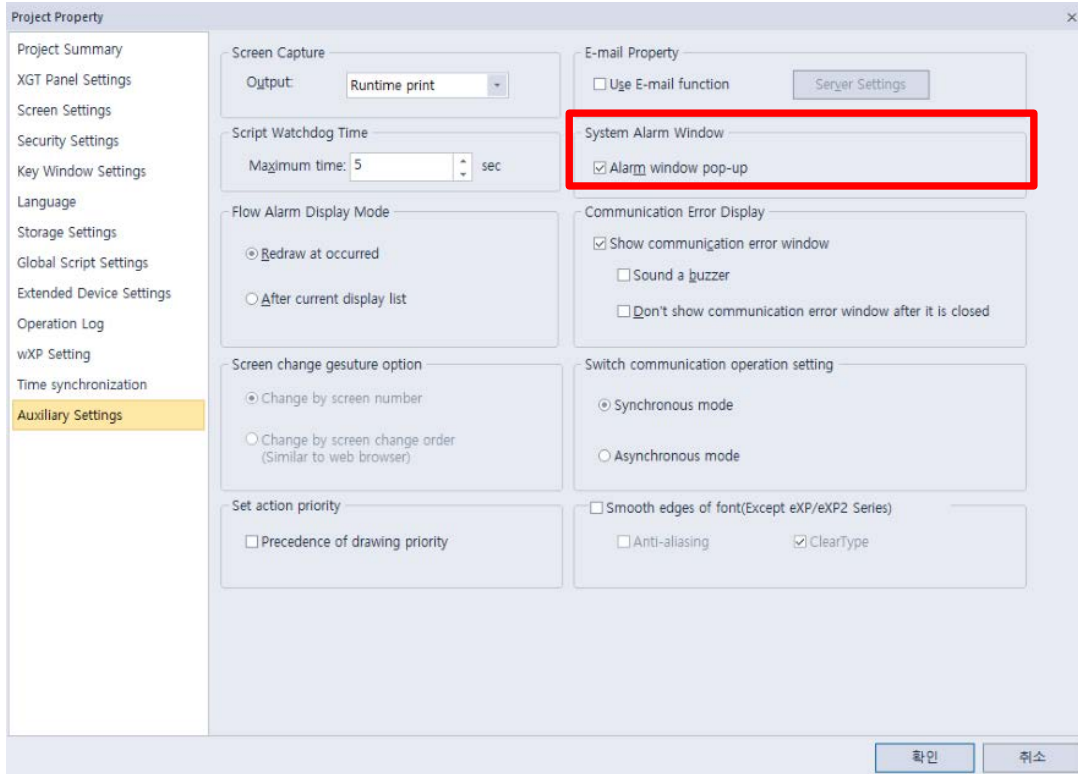 Project Property
Project Summary
XGT Panel Settings
Screen Settings
Security Settings
Key Window Settings
Language
Storage Settings
Global Script Settings
Extended Device Settings
Operation Log
wXP Setting
Time synchronization
Auxiliary Settings
Screen Capture
Output:
Runtime print
Script Watchdog Time
Maximum time:
5
sec
Flow Alarm Display Mode
Redraw at occurred
After current display list
Screen change gesuture option
Change by screen number
Change by screen change order
(Similar to web browser)
Set action priority
Precedence of drawing priority
E-mail Property
Use E-mail function
Server Settings
System Alarm Window
Alarm window pop-up
Communication Error Display
Show communication error window
Sound a buzzer
Don't show communication error window after it is closed
Switch communication operation setting
Synchronous mode
Asynchronous mode
Smooth edges of font(Except eXP/eXP2 Series)
Anti-aliasing
ClearType
확인
취소